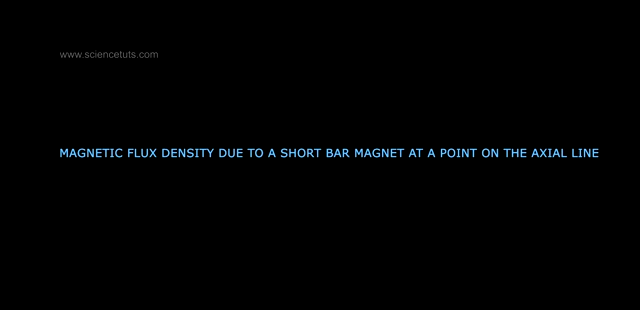 www.sciencetuts.com
MAGNETIC FLUX DENSITY DUE TO A SHORT BAR MAGNET AT A POINT ON THE AXIAL LINE